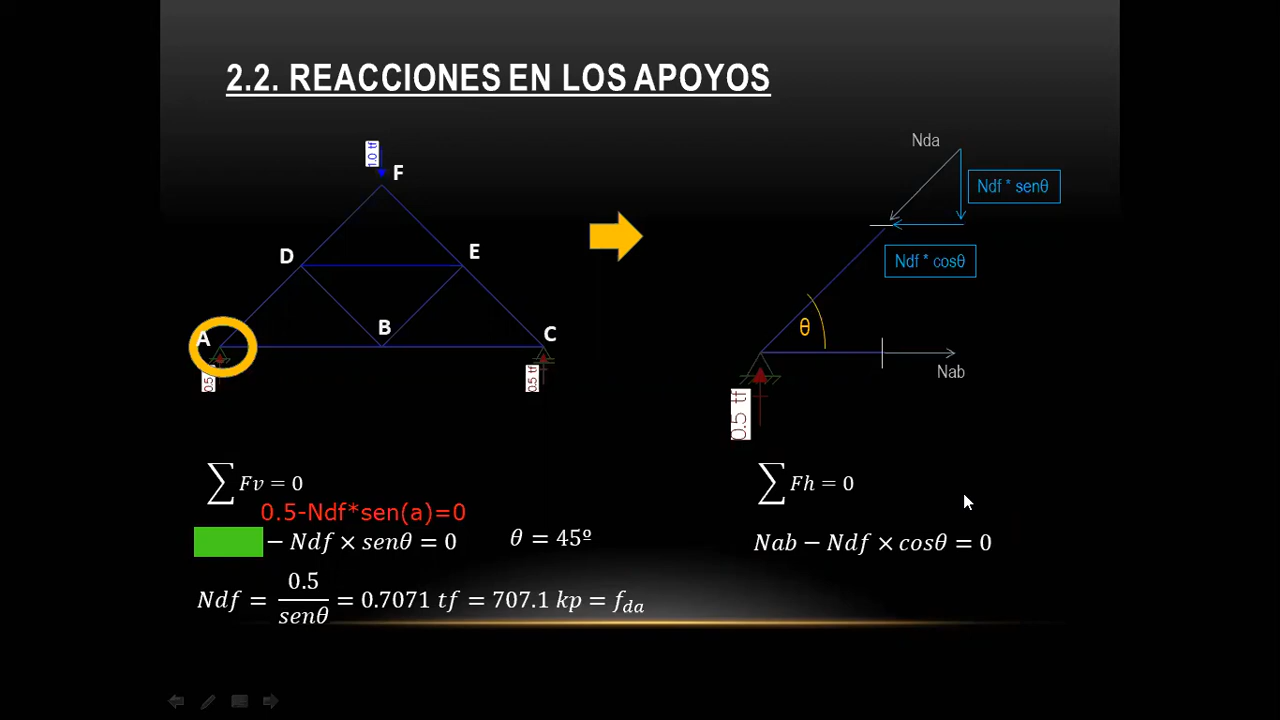 2.2. REACCIONES EN LOS APOYOS
1.0 tf
F
D
E
A
B
C
0.5
0.5 tf
Nda
Ndf * senθ
Ndf * cosθ
θ
Nab
0.5 tf
∑ Fv = 0
0.5-Ndf*sen(a)=0
− Ndf × senθ = 0
θ = 45º
Ndf = 0.5 / senθ = 0.7071 tf = 707.1 kp = f_da
∑ Fh = 0
Nab − Ndf × cosθ = 0